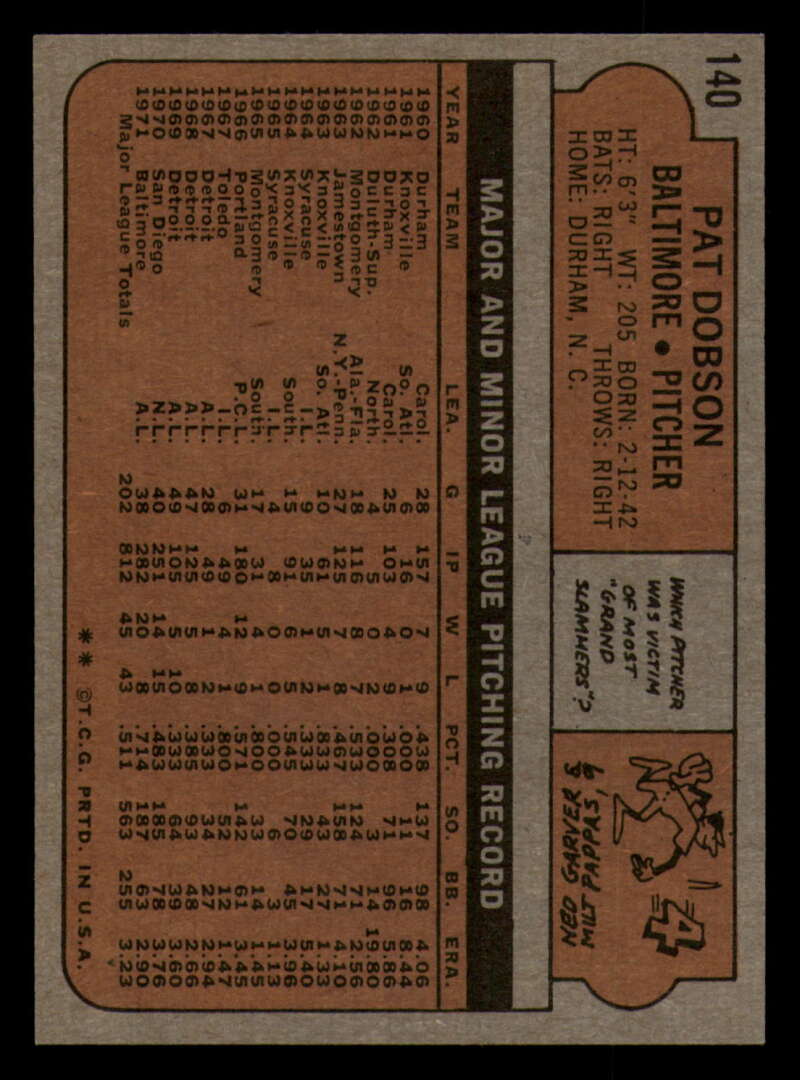 140
PAT DOBSON
BALTIMORE • PITCHER
HT: 6'3" WT: 205 BORN: 2-12-42
BATS: RIGHT THROWS: RIGHT
HOME: DURHAM, N. C.
WHICH PITCHER
WAS VICTIM
OF MOST
"GRAND
SLAMMERS"?
4
NED GARVER &
MILT PAPPAS, 9
MAJOR AND MINOR LEAGUE PITCHING RECORD
YEAR TEAM LEA. G IP W L PCT. SO. BB. ERA.
1960 Durham Carol. 28 157 7 9 .438 137 98 4.06
1961 Knoxville So. Atl. 6 16 0 1 .000 11 16 8.44
1961 Durham Carol. 25 103 4 9 .308 71 96 5.86
1962 Duluth-Sup. North. 4 5 0 2 .000 3 14 19.80
1962 Montgomery Ala.-Fla. 18 116 8 7 .533 124 71 2.56
1963 Jamestown N.Y.-Penn. 27 125 7 8 .467 158 71 4.10
1963 Knoxville So. Atl. 10 61 5 1 .833 43 27 1.33
1964 Syracuse I.L. 9 35 1 2 .333 29 17 5.40
1964 Knoxville South. 15 91 6 5 .545 70 45 3.96
1965 Syracuse I.L. 4 8 0 0 .000 6 3 1.13
1965 Montgomery South. 17 31 4 1 .800 33 14 1.45
1966 Portland P.C.L. 31 180 12 9 .571 142 61 3.45
1967 Toledo I.L. 6 49 4 1 .800 52 12 1.47
1967 Detroit A.L. 28 49 1 2 .333 34 27 2.94
1968 Detroit A.L. 47 125 5 8 .385 93 48 2.66
1969 Detroit A.L. 49 105 5 10 .333 64 39 3.60
1970 San Diego N.L. 40 251 14 15 .483 185 78 3.76
1971 Baltimore A.L. 38 282 20 8 .714 187 63 2.90
Major League Totals 202 812 45 43 .511 563 255 3.23
** ©T.C.G. PRTD. IN U.S.A.